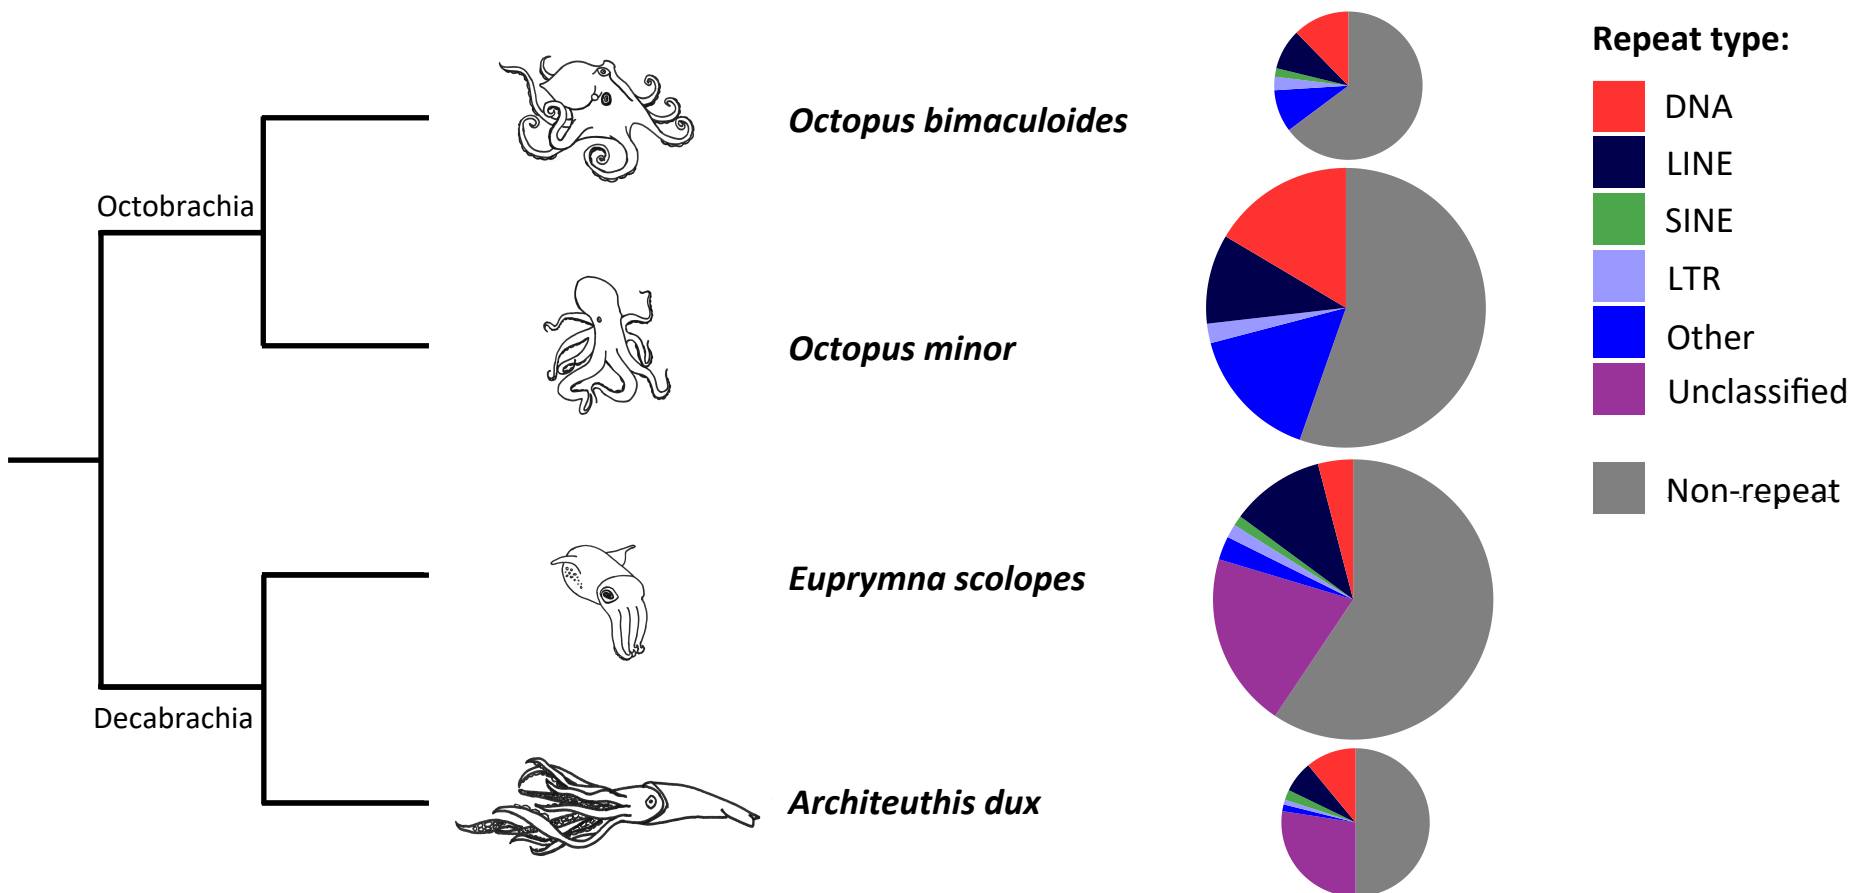 Octobrachia
Decabrachia
Octopus bimaculoides
Octopus minor
Euprymna scolopes
Architeuthis dux
Repeat type:
DNA
LINE
SINE
LTR
Other
Unclassified
Non-repeat